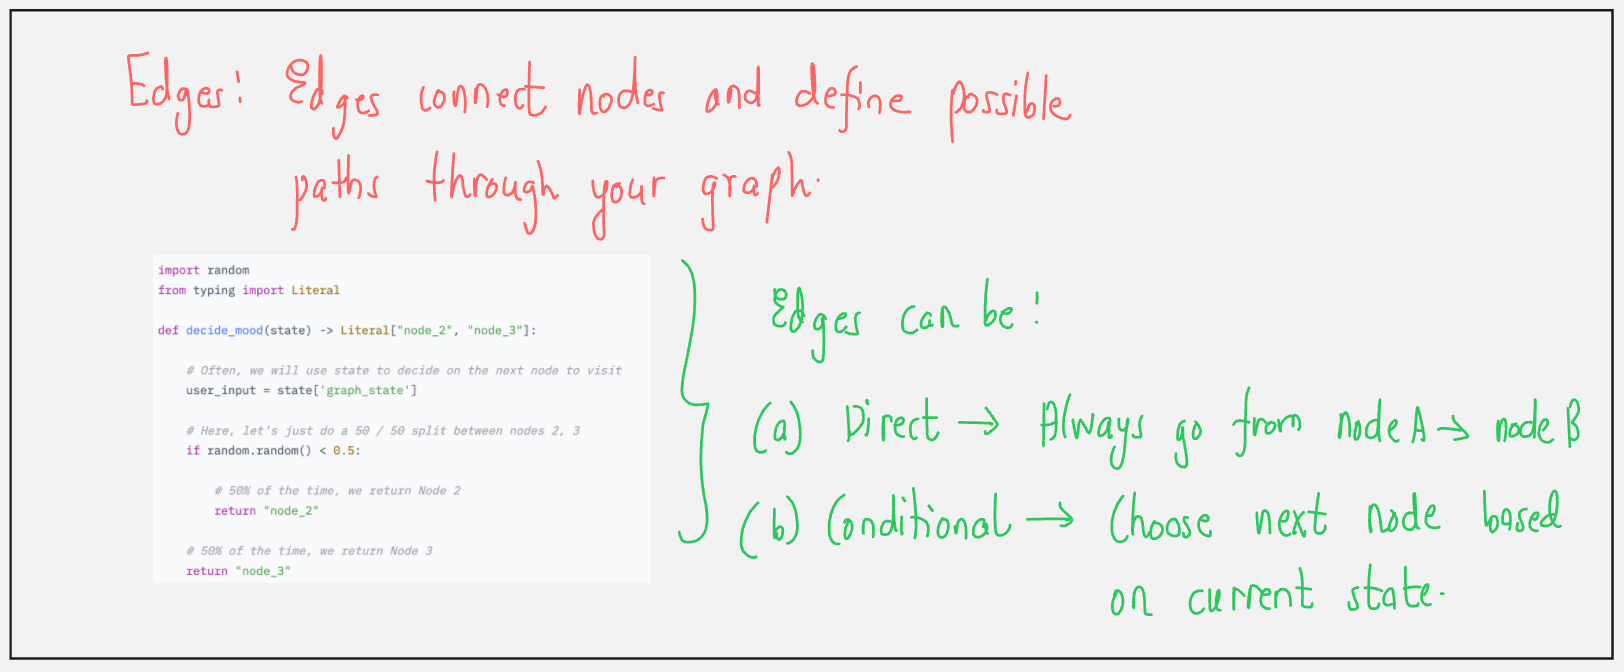 Edges: Edges connect nodes and define possible
paths through your graph.
import random
from typing import Literal
def decide_mood(state) -> Literal["node_2", "node_3"]:
# Often, we will use state to decide on the next node to visit
user_input = state['graph_state']
# Here, let's just do a 50 / 50 split between nodes 2, 3
if random.random() < 0.5:
# 50% of the time, we return Node 2
return "node_2"
# 50% of the time, we return Node 3
return "node_3"
Edges can be:
(a) Direct → Always go from node A → node B
(b) Conditional → Choose next node based
on current state.